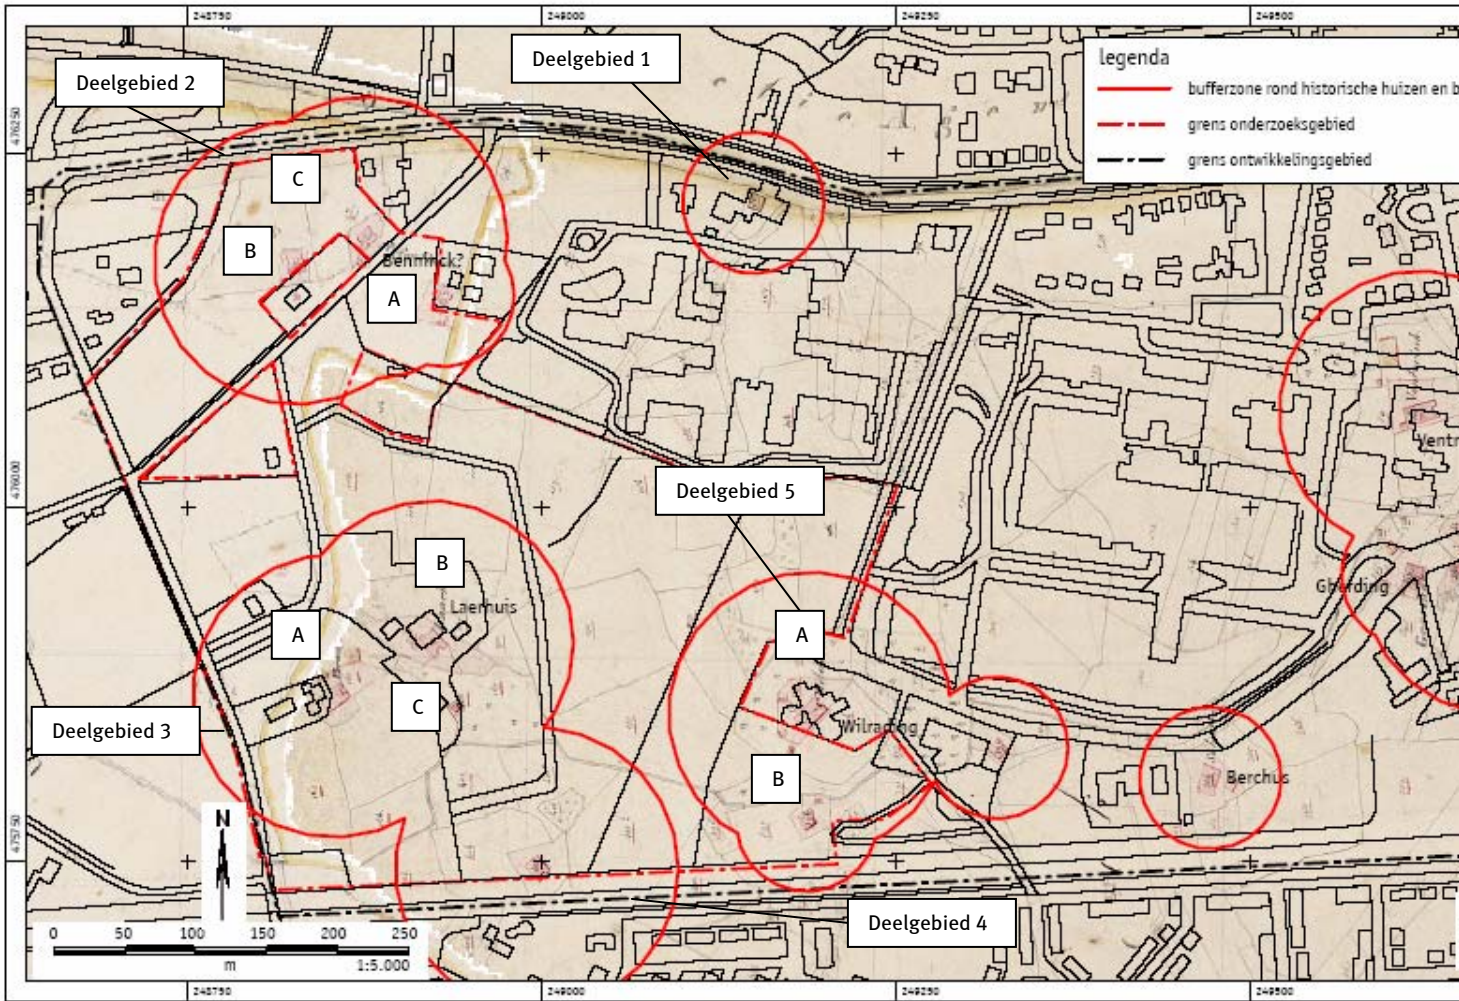 248750
249000
249250
249500
legenda
bufferzone rond historische huizen en b
grens onderzoeksgebied
grens ontwikkelingsgebied
Deelgebied 1
Deelgebied 2
476250
C
B
Benninck?
A
476000
Deelgebied 5
Ventr
B
Gherding
Laerhuis
A
A
C
Deelgebied 3
Wilrading
B
Berchus
475750
N
Deelgebied 4
0 50 100 150 200 250
m
1:5.000
248750
249000
249250
249500